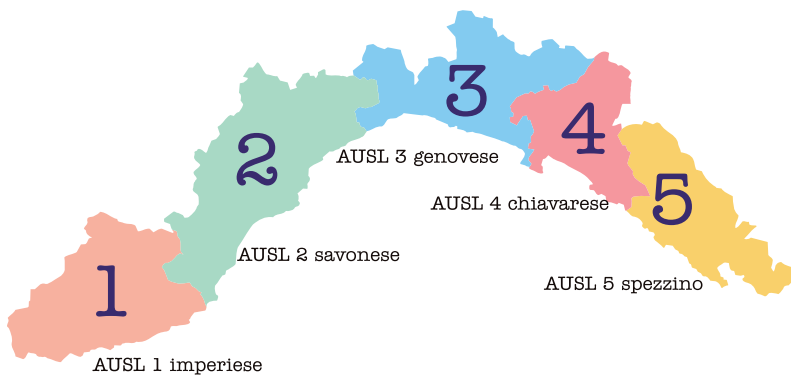 3
4
AUSL 3 genovese
2
5
AUSL 4 chiavarese
AUSL 2 savonese
AUSL 5 spezzino
1
AUSL 1 imperiese